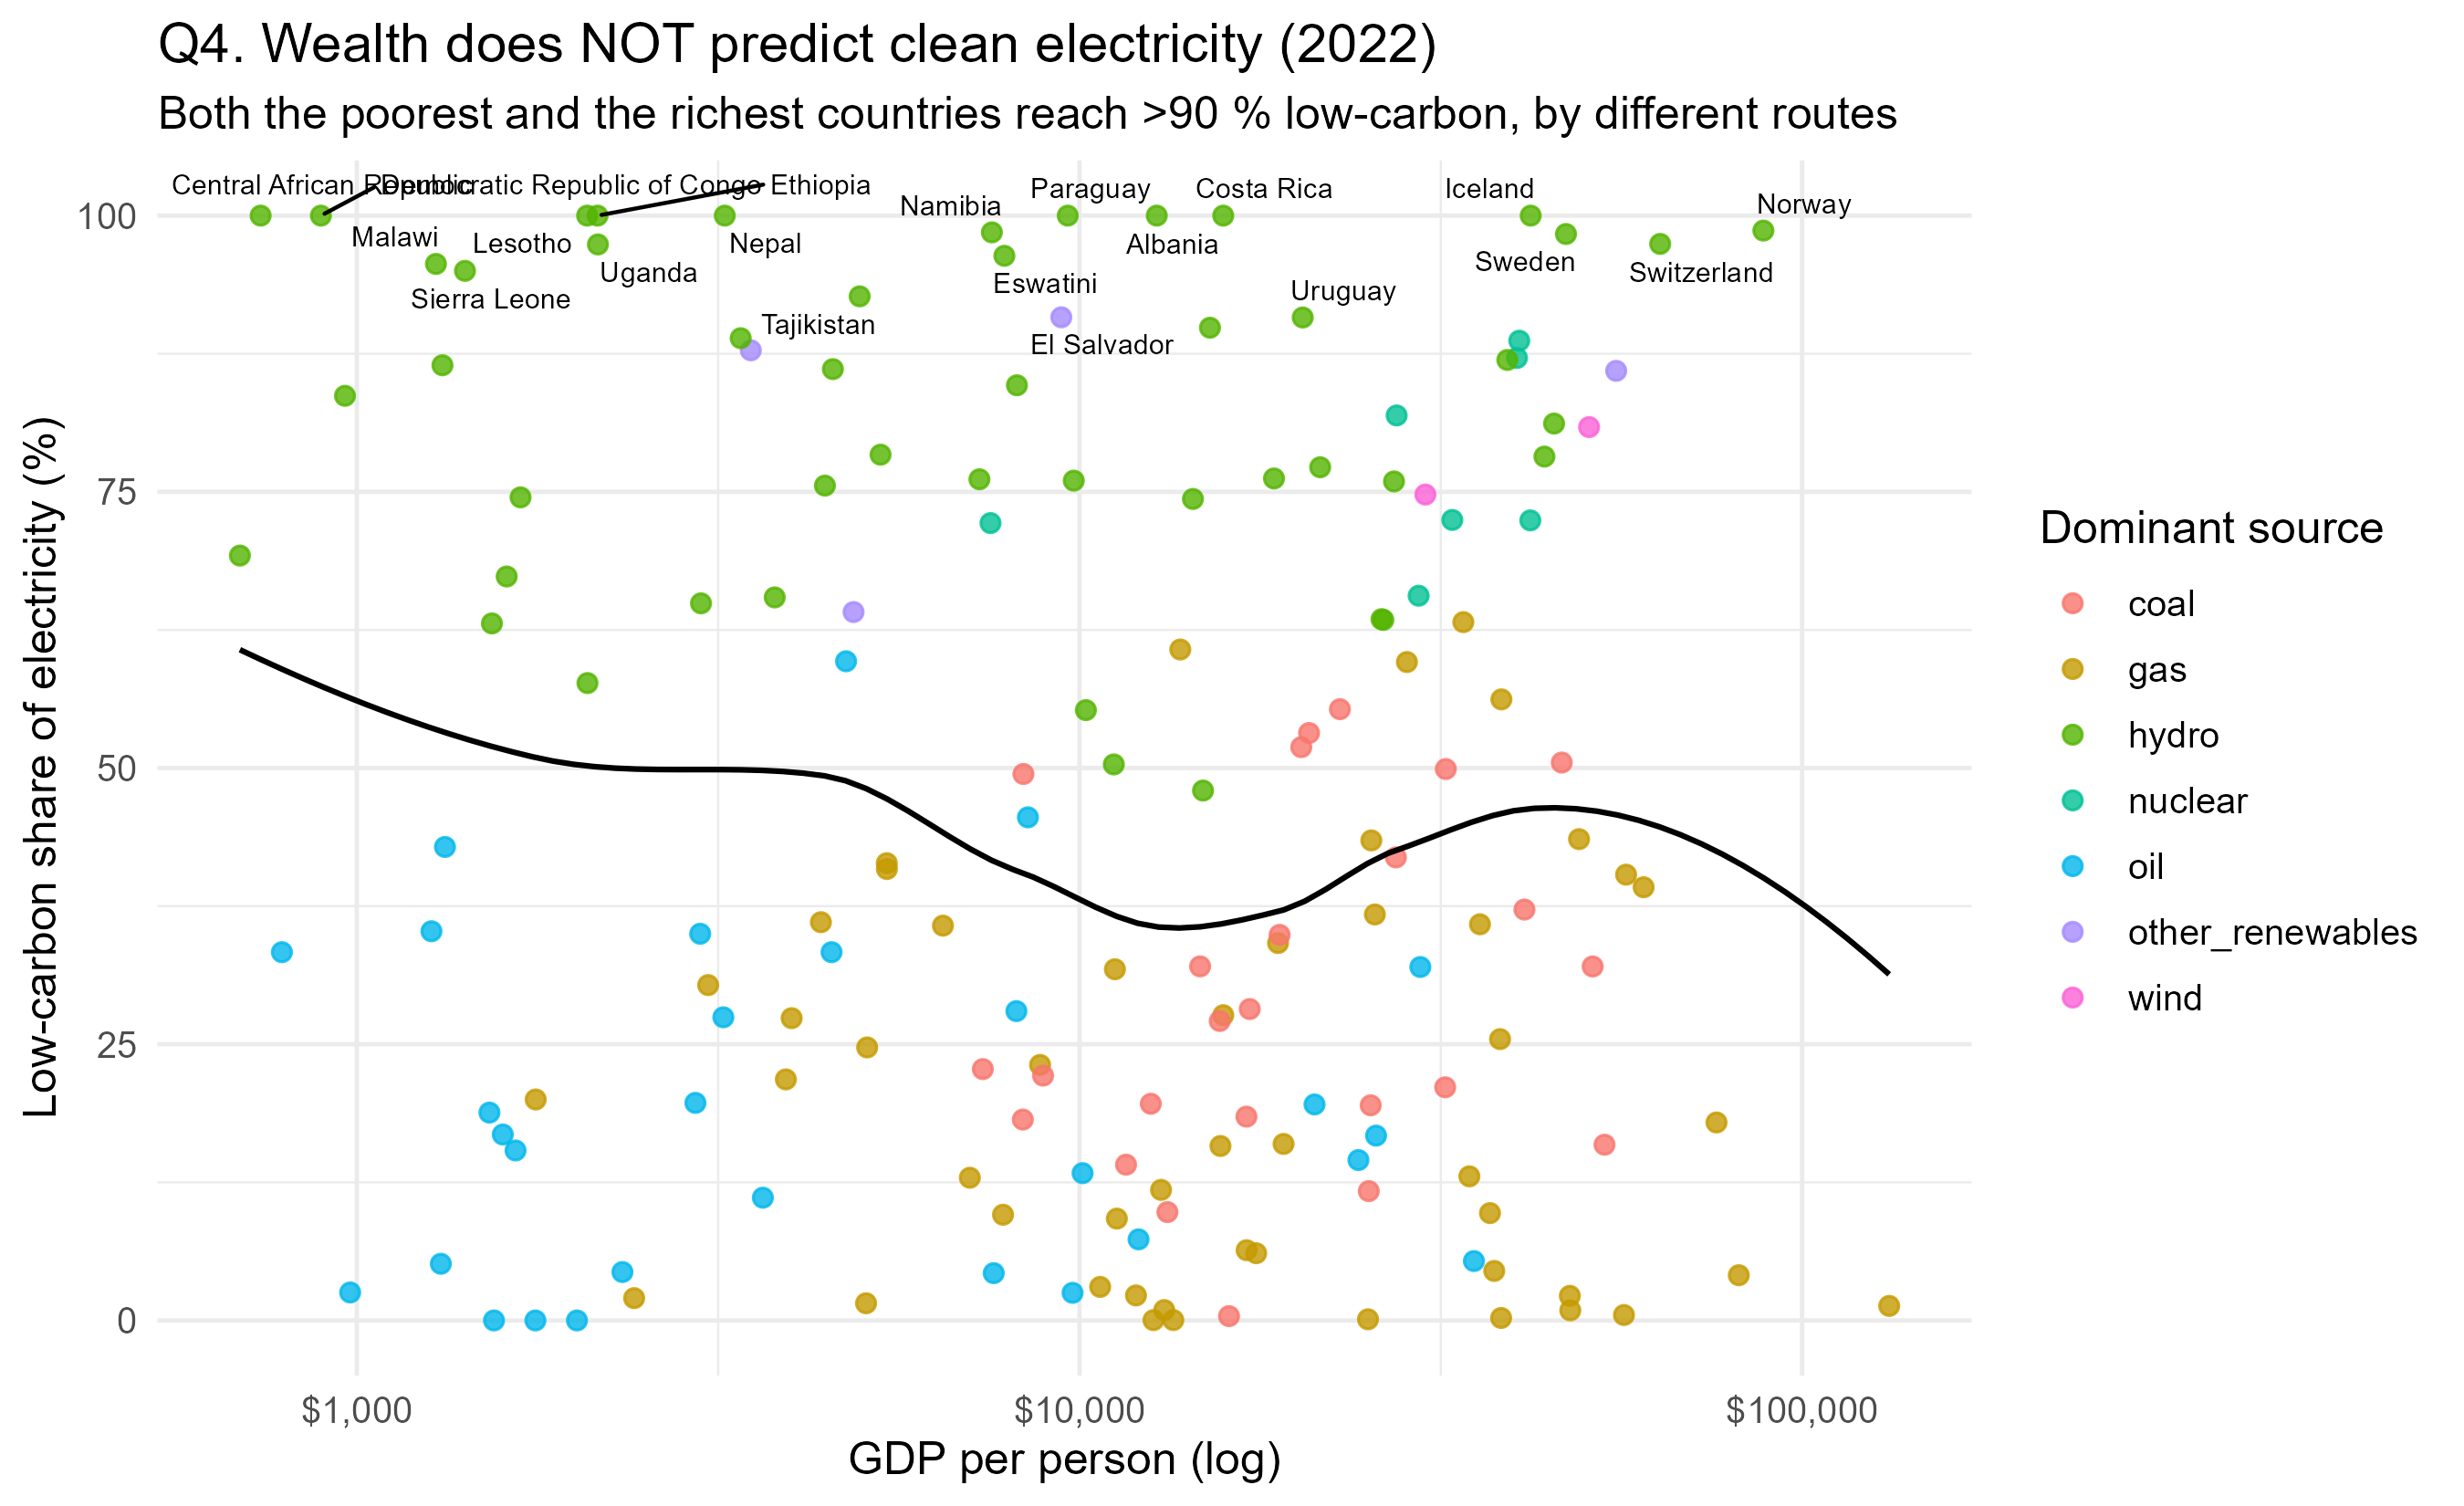 Q4. Wealth does NOT predict clean electricity (2022)
Both the poorest and the richest countries reach >90 % low-carbon, by different routes
Central African Republic
Democratic Republic of Congo
Ethiopia
Namibia
Paraguay
Costa Rica
Iceland
Norway
Malawi
Lesotho
Nepal
Albania
Sweden
Uganda
Switzerland
Sierra Leone
Eswatini
Uruguay
Tajikistan
El Salvador
100
75
50
25
0
Low-carbon share of electricity (%)
$1,000
$10,000
$100,000
GDP per person (log)
Dominant source
coal
gas
hydro
nuclear
oil
other_renewables
wind